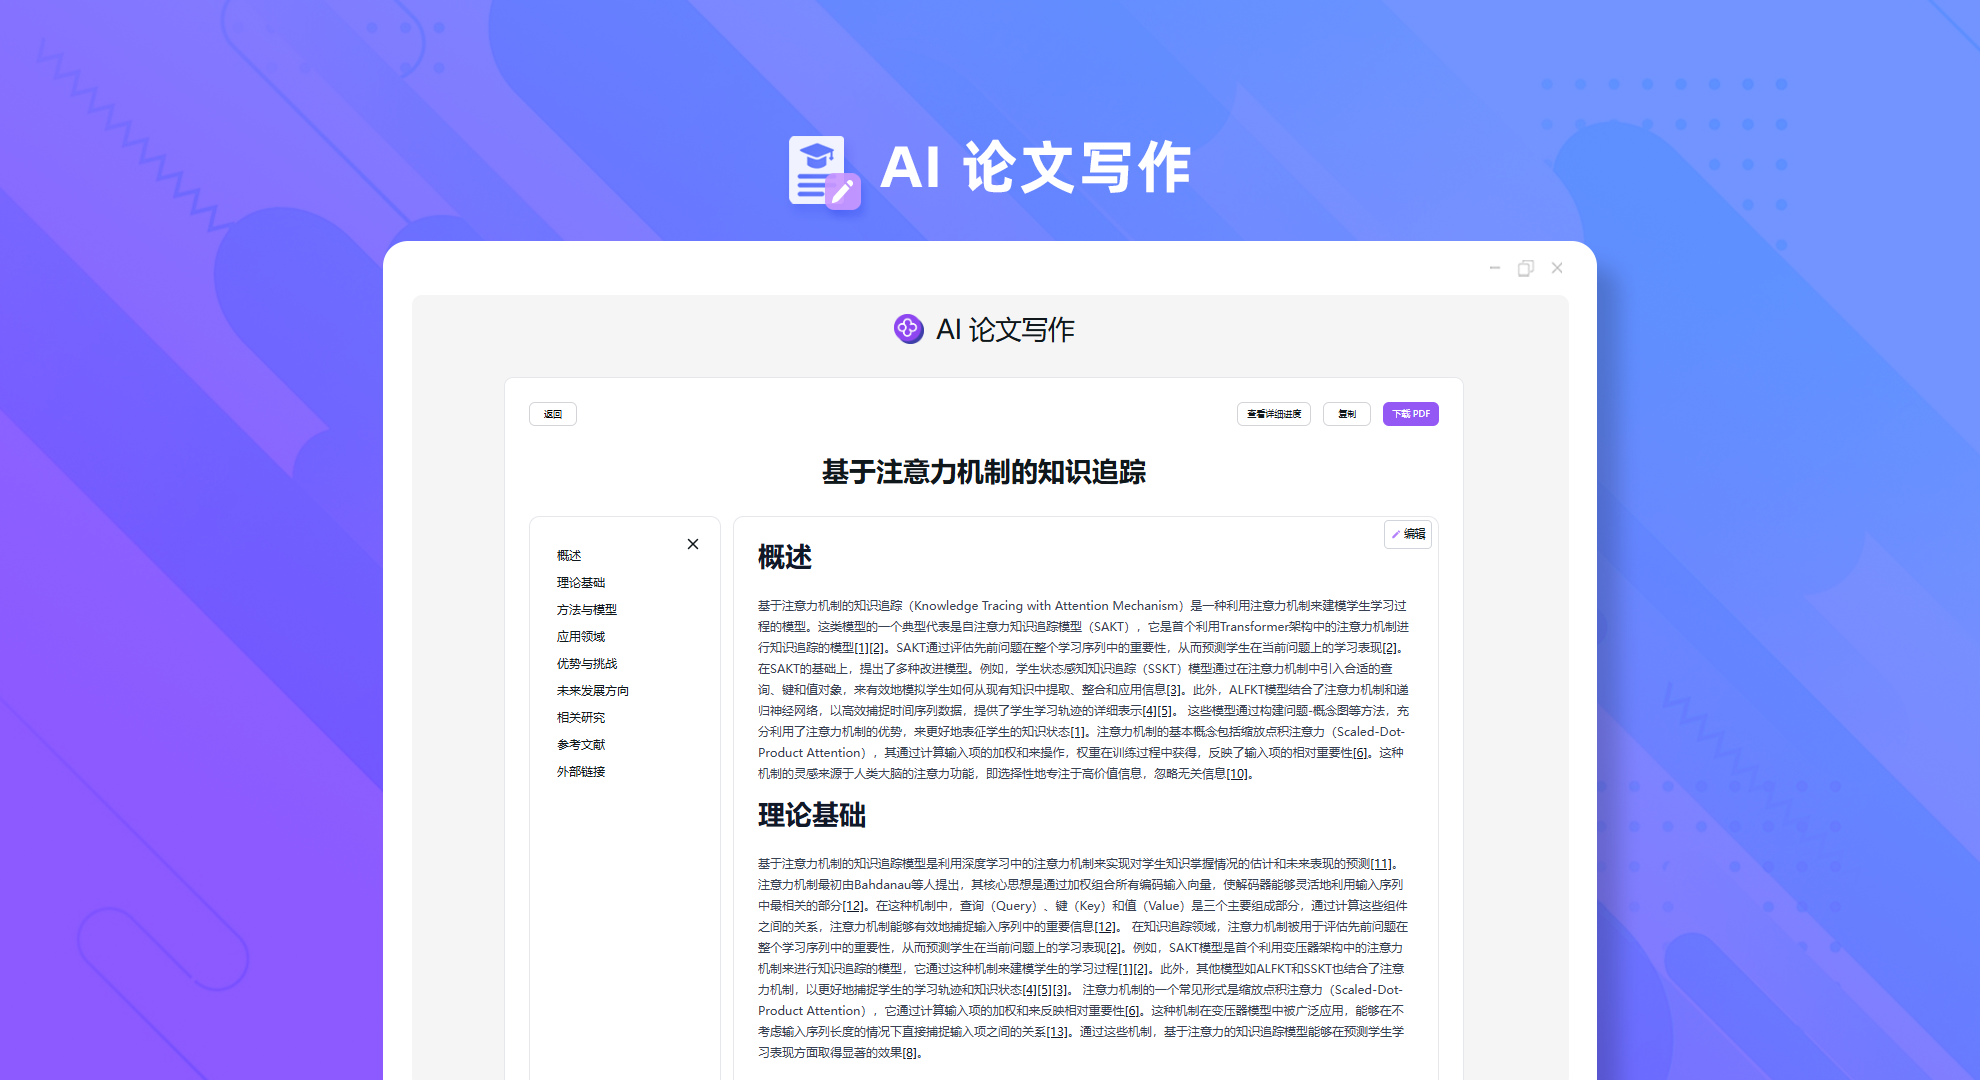 AI 论文写作
AI 论文写作
返回
查看详细进度
复制
下载 PDF
基于注意力机制的知识追踪
概述
理论基础
方法与模型
应用领域
优势与挑战
未来发展方向
相关研究
参考文献
外部链接
编辑
概述
基于注意力机制的知识追踪（Knowledge Tracing with Attention Mechanism）是一种利用注意力机制来建模学生学习过
程的模型。这类模型的一个典型代表是自注意力知识追踪模型（SAKT），它是首个利用Transformer架构中的注意力机制进
行知识追踪的模型[1][2]。SAKT通过评估先前问题在整个学习序列中的重要性，从而预测学生在当前问题上的学习表现[2]。
在SAKT的基础上，提出了多种改进模型。例如，学生状态感知知识追踪（SSKT）模型通过在注意力机制中引入合适的查
询、键和值对象，来有效地模拟学生如何从现有知识中提取、整合和应用信息[3]。此外，ALFKT模型结合了注意力机制和递
归神经网络，以高效捕捉时间序列数据，提供了学生学习轨迹的详细表示[4][5]。 这些模型通过构建问题-概念图等方法，充
分利用了注意力机制的优势，来更好地表征学生的知识状态[1]。注意力机制的基本概念包括缩放点积注意力（Scaled-Dot-
Product Attention），其通过计算输入项的加权和来操作，权重在训练过程中获得，反映了输入项的相对重要性[6]。这种
机制的灵感来源于人类大脑的注意力功能，即选择性地专注于高价值信息，忽略无关信息[10]。
理论基础
基于注意力机制的知识追踪模型是利用深度学习中的注意力机制来实现对学生知识掌握情况的估计和未来表现的预测[11]。
注意力机制最初由Bahdanau等人提出，其核心思想是通过加权组合所有编码输入向量，使解码器能够灵活地利用输入序列
中最相关的部分[12]。在这种机制中，查询（Query）、键（Key）和值（Value）是三个主要组成部分，通过计算这些组件
之间的关系，注意力机制能够有效地捕捉输入序列中的重要信息[12]。 在知识追踪领域，注意力机制被用于评估先前问题在
整个学习序列中的重要性，从而预测学生在当前问题上的学习表现[2]。例如，SAKT模型是首个利用变压器架构中的注意力
机制来进行知识追踪的模型，它通过这种机制来建模学生的学习过程[1][2]。此外，其他模型如ALFKT和SSKT也结合了注意
力机制，以更好地捕捉学生的学习轨迹和知识状态[4][5][3]。 注意力机制的一个常见形式是缩放点积注意力（Scaled-Dot-
Product Attention），它通过计算输入项的加权和来反映相对重要性[6]。这种机制在变压器模型中被广泛应用，能够在不
考虑输入序列长度的情况下直接捕捉输入项之间的关系[13]。通过这些机制，基于注意力的知识追踪模型能够在预测学生学
习表现方面取得显著的效果[8]。